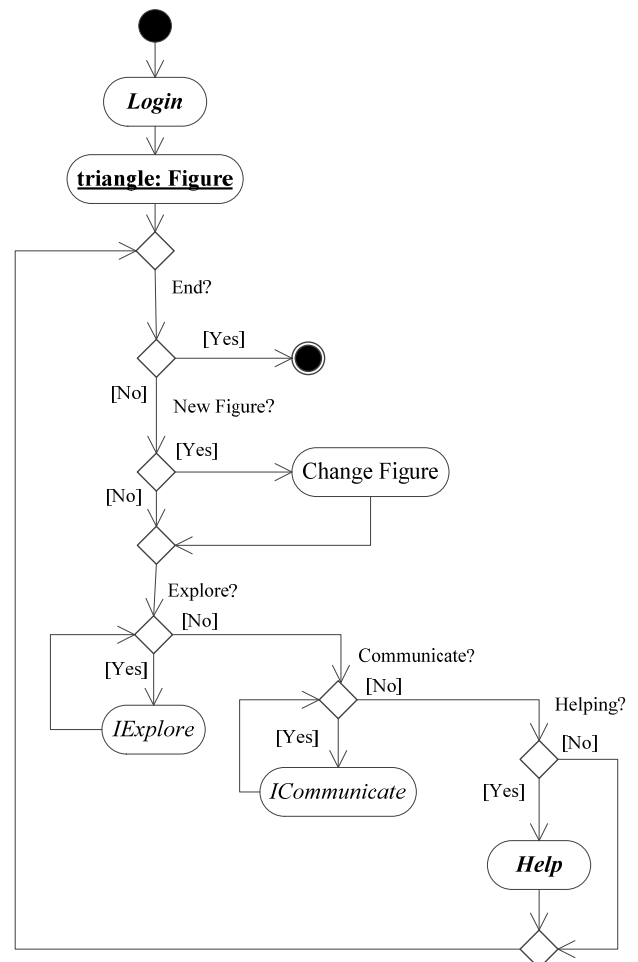 Login
triangle: Figure
End?
[Yes]
[No]
New Figure?
[Yes]
Change Figure
[No]
Explore?
[No]
[Yes]
IExplore
Communicate?
[No]
[Yes]
ICommunicate
Helping?
[No]
[Yes]
Help